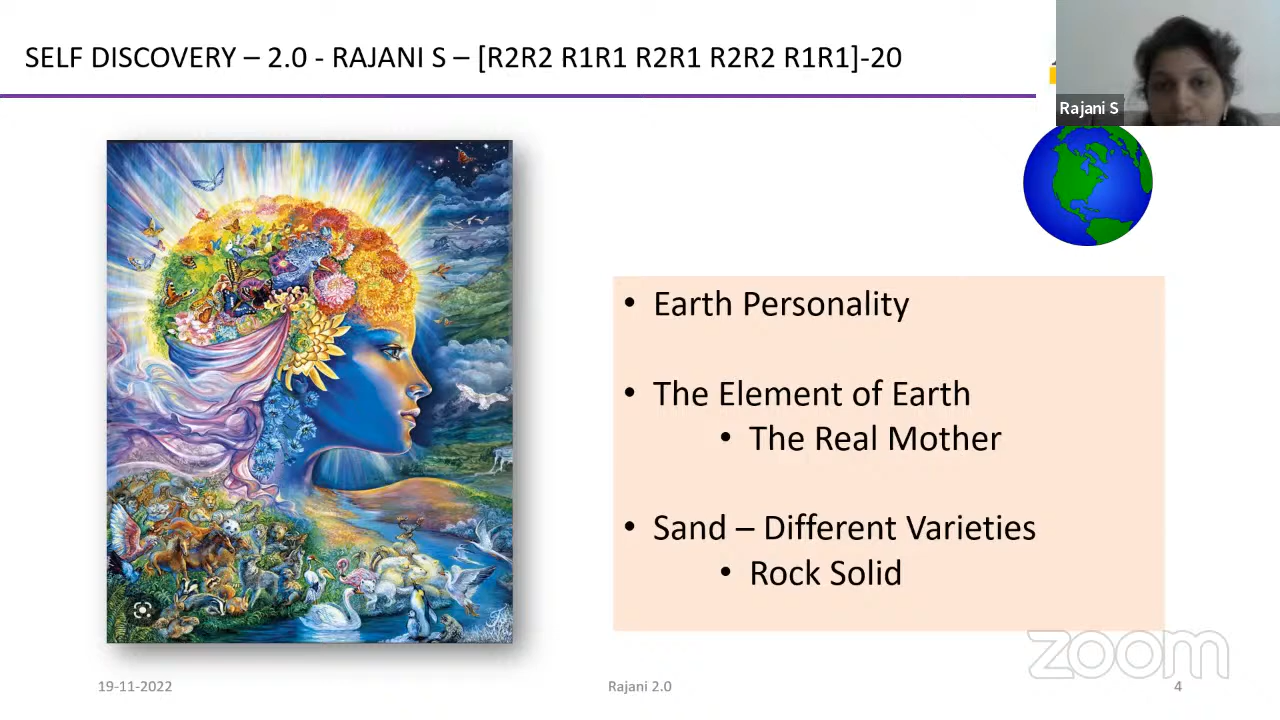 SELF DISCOVERY – 2.0 - RAJANI S – [R2R2 R1R1 R2R1 R2R2 R1R1]-20
Rajani S
• Earth Personality
• The Element of Earth
• The Real Mother
• Sand – Different Varieties
• Rock Solid
zoom
19-11-2022
Rajani 2.0
4